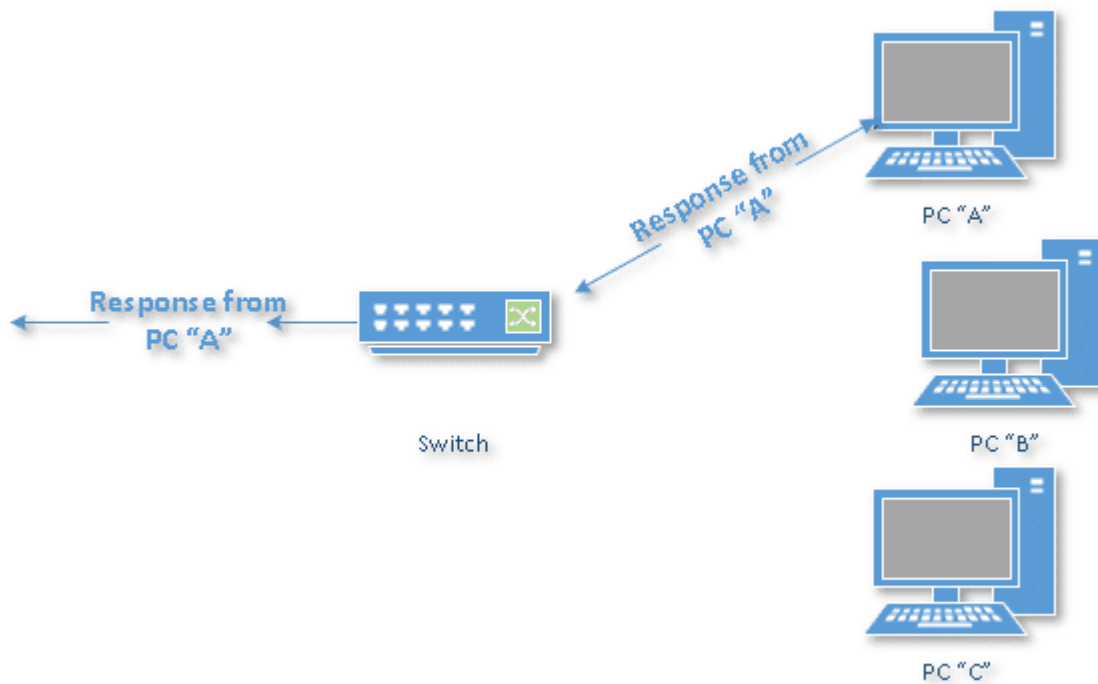 Response from
PC “A”
PC “A”
Response from
PC “A”
Switch
PC “B”
PC “C”